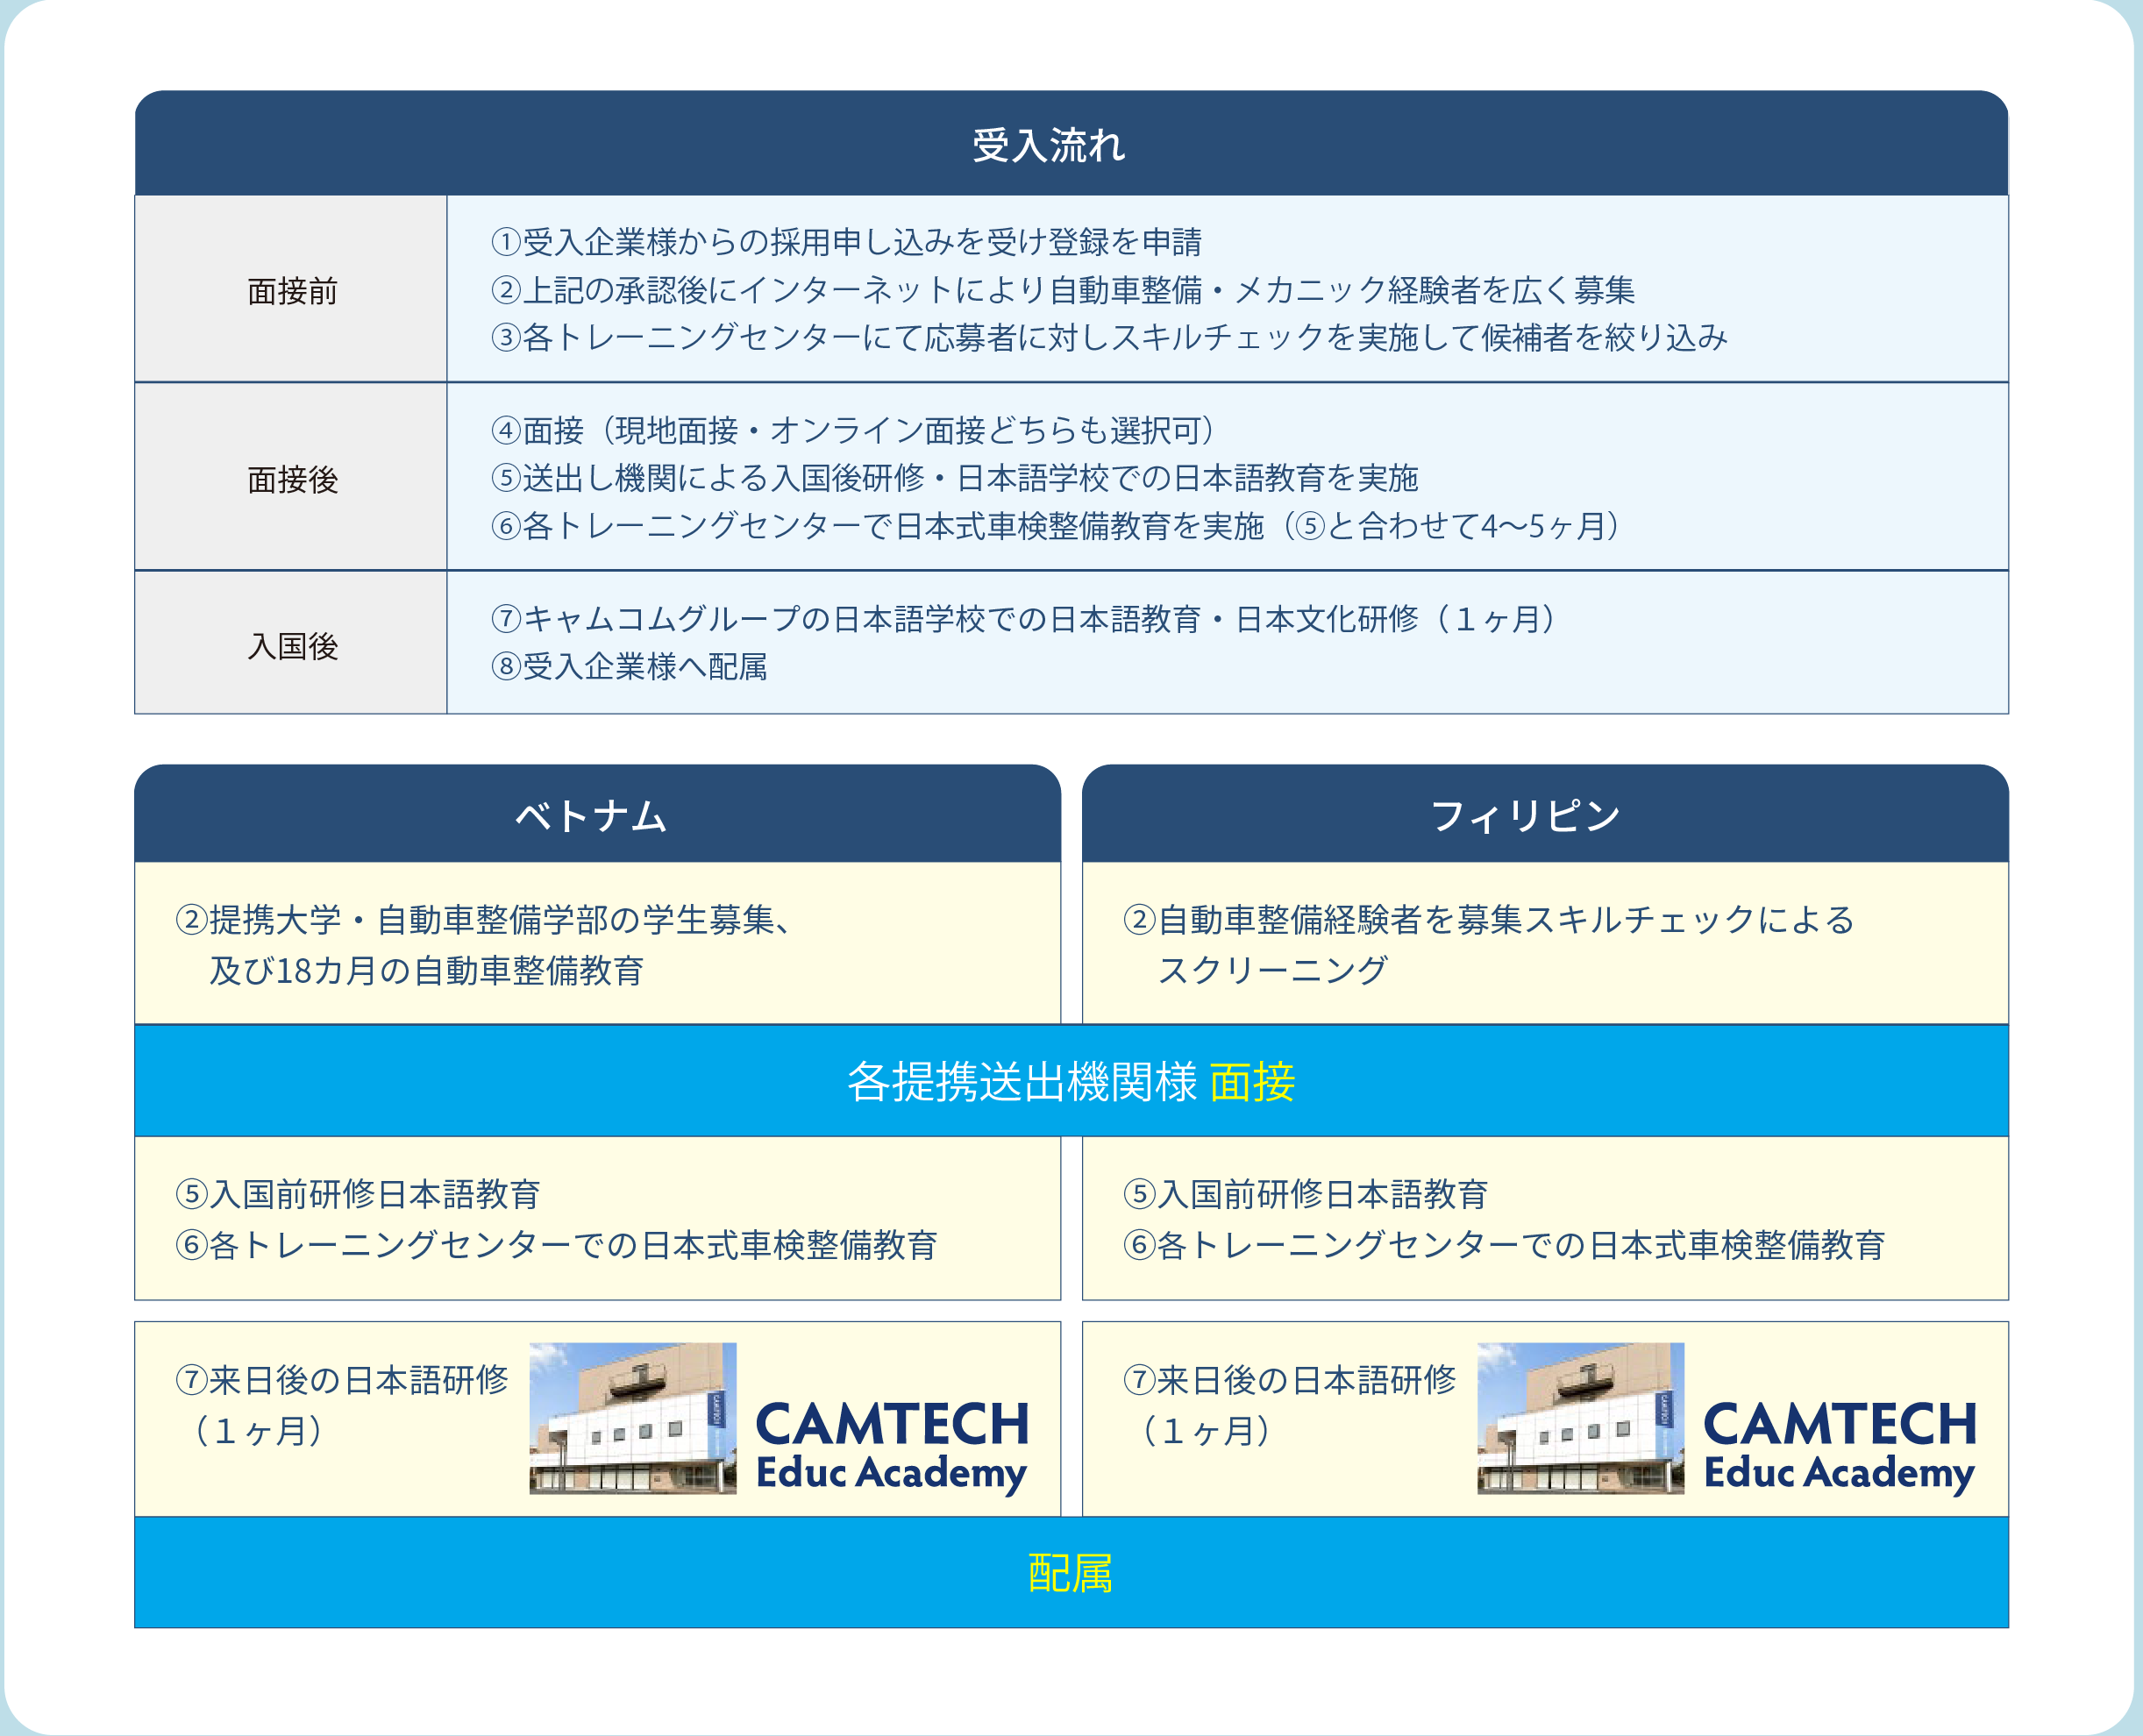 受入流れ
面接前
①受入企業様からの採用申し込みを受け登録を申請
②上記の承認後にインターネットにより自動車整備・メカニック経験者を広く募集
③各トレーニングセンターにて応募者に対しスキルチェックを実施して候補者を絞り込み
面接後
④面接（現地面接・オンライン面接どちらも選択可）
⑤送出し機関による入国後研修・日本語学校での日本語教育を実施
⑥各トレーニングセンターで日本式車検整備教育を実施（⑤と合わせて4〜5ヶ月）
入国後
⑦キャムコムグループの日本語学校での日本語教育・日本文化研修（１ヶ月）
⑧受入企業様へ配属
ベトナム
②提携大学・自動車整備学部の学生募集、
及び18カ月の自動車整備教育
フィリピン
②自動車整備経験者を募集スキルチェックによる
スクリーニング
各提携送出機関様 面接
⑤入国前研修日本語教育
⑥各トレーニングセンターでの日本式車検整備教育
⑤入国前研修日本語教育
⑥各トレーニングセンターでの日本式車検整備教育
⑦来日後の日本語研修
（１ヶ月）
CAMTECH
Educ Academy
⑦来日後の日本語研修
（１ヶ月）
CAMTECH
Educ Academy
配属